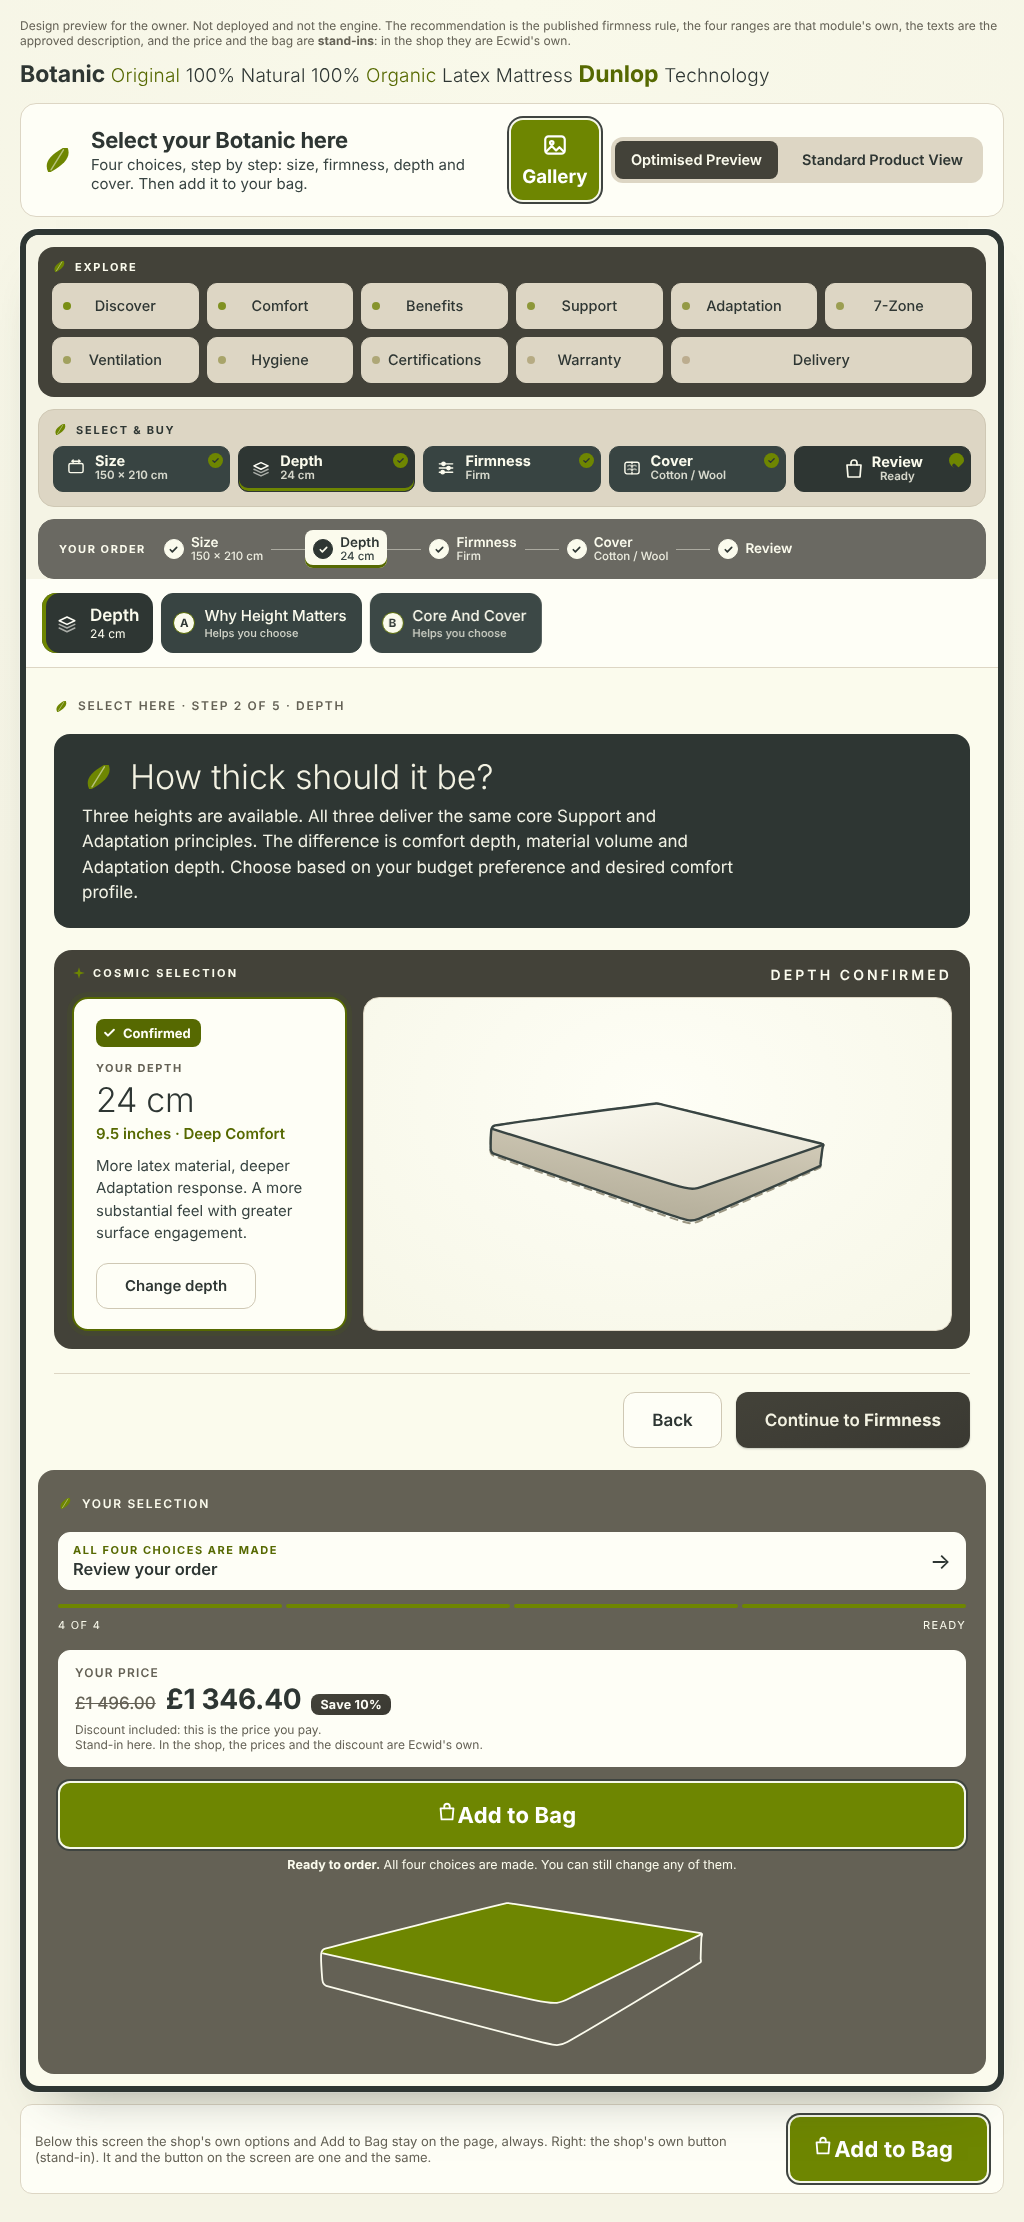 Design preview for the owner. Not deployed and not the engine. The recommendation is the published firmness rule, the four ranges are that module's own, the texts are the
approved description, and the price and the bag are stand-ins: in the shop they are Ecwid's own.
Botanic Original 100% Natural 100% Organic Latex Mattress Dunlop Technology
Select your Botanic here
Four choices, step by step: size, firmness, depth and
cover. Then add it to your bag.
Gallery
Optimised Preview
Standard Product View
EXPLORE
Discover
Comfort
Benefits
Support
Adaptation
7-Zone
Ventilation
Hygiene
Certifications
Warranty
Delivery
SELECT & BUY
Size
150 × 210 cm
Depth
24 cm
Firmness
Firm
Cover
Cotton / Wool
Review
Ready
YOUR ORDER
Size
150 × 210 cm
Depth
24 cm
Firmness
Firm
Cover
Cotton / Wool
Review
Depth
24 cm
A
Why Height Matters
Helps you choose
B
Core And Cover
Helps you choose
SELECT HERE · STEP 2 OF 5 · DEPTH
How thick should it be?
Three heights are available. All three deliver the same core Support and
Adaptation principles. The difference is comfort depth, material volume and
Adaptation depth. Choose based on your budget preference and desired comfort
profile.
COSMIC SELECTION
DEPTH CONFIRMED
Confirmed
YOUR DEPTH
24 cm
9.5 inches · Deep Comfort
More latex material, deeper
Adaptation response. A more
substantial feel with greater
surface engagement.
Change depth
Back
Continue to Firmness
YOUR SELECTION
ALL FOUR CHOICES ARE MADE
Review your order
4 OF 4
READY
YOUR PRICE
£1 496.00 £1 346.40 Save 10%
Discount included: this is the price you pay.
Stand-in here. In the shop, the prices and the discount are Ecwid's own.
Add to Bag
Ready to order. All four choices are made. You can still change any of them.
Below this screen the shop's own options and Add to Bag stay on the page, always. Right: the shop's own button
(stand-in). It and the button on the screen are one and the same.
Add to Bag